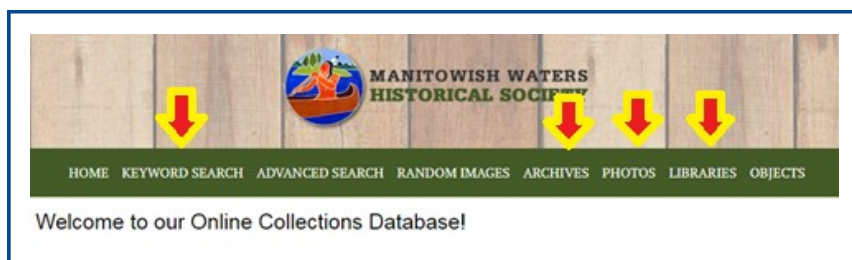 MANITOWISH WATERS
HISTORICAL SOCIETY
HOME KEYWORD SEARCH ADVANCED SEARCH RANDOM IMAGES ARCHIVES PHOTOS LIBRARIES OBJECTS
Welcome to our Online Collections Database!